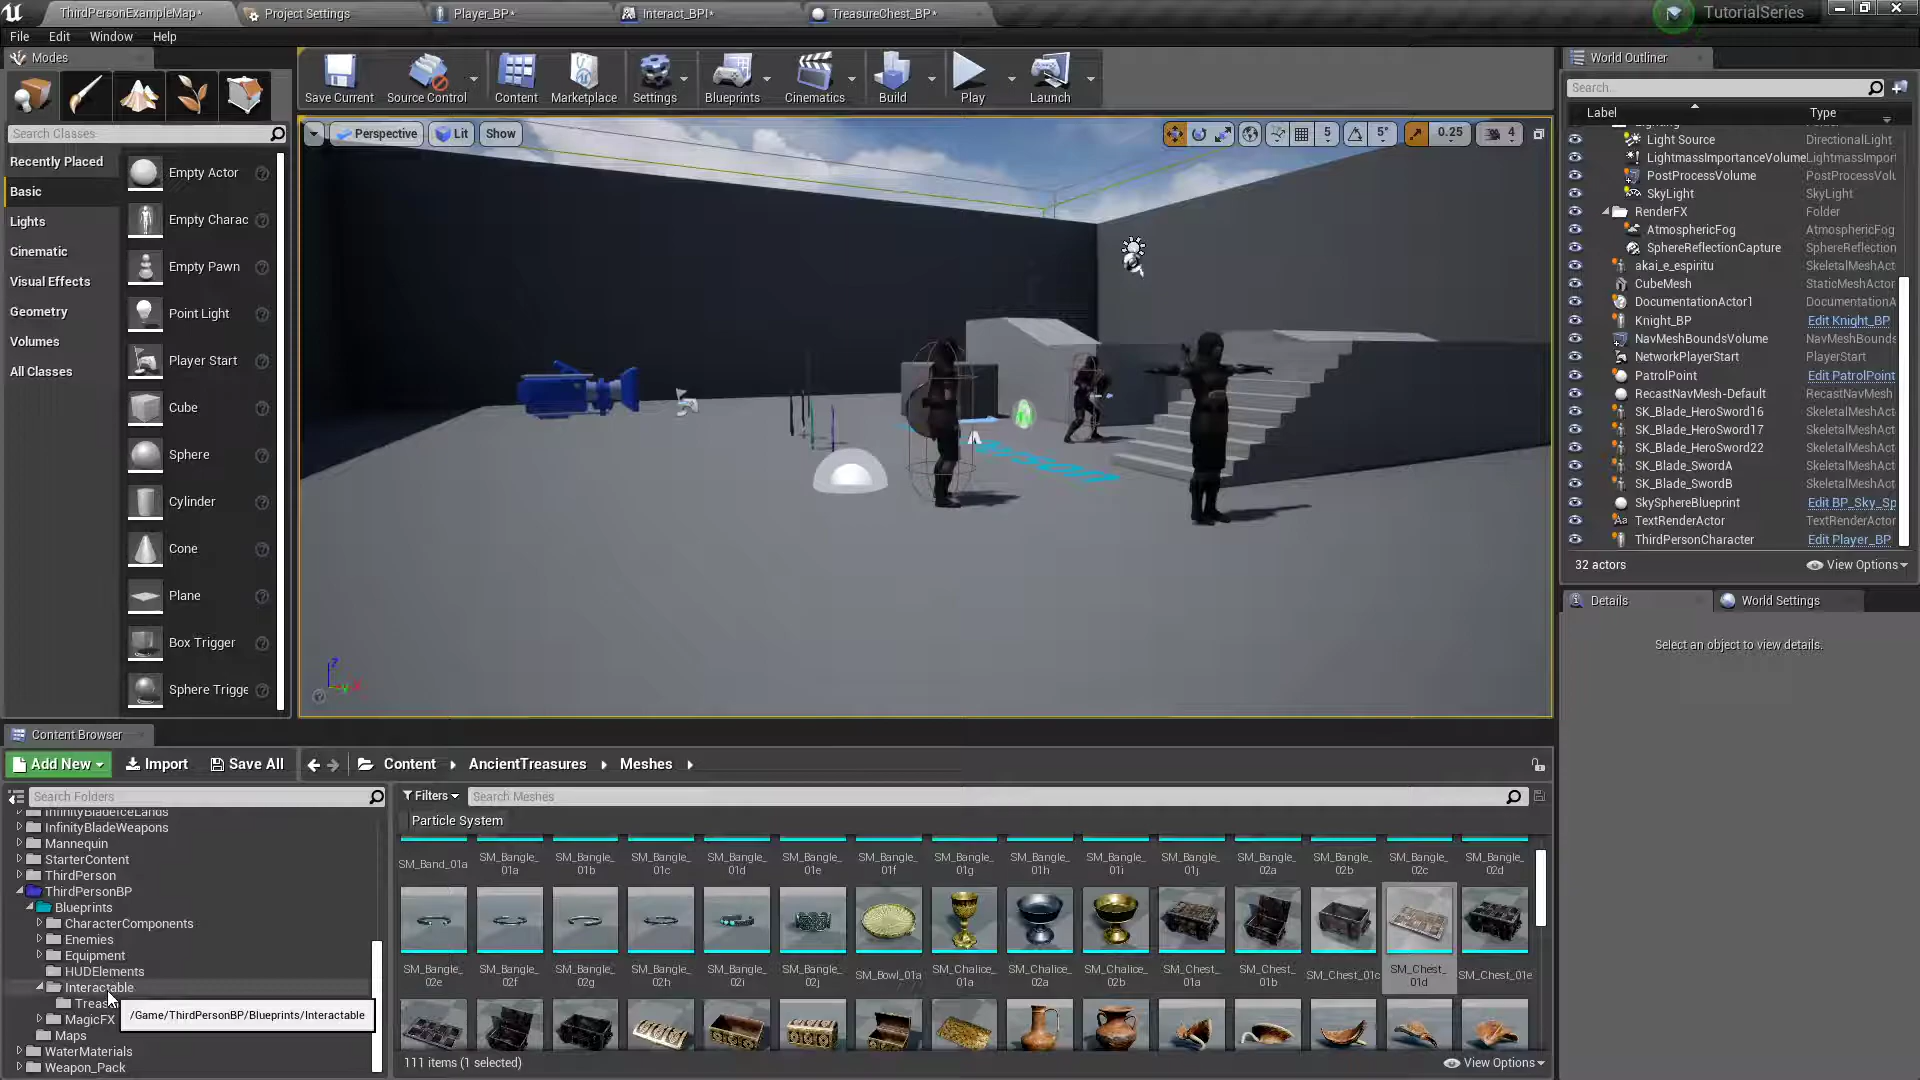 ThirdPersonExampleMap*
Project Settings
Player_BP*
Interact_BPI*
TreasureChest_BP*
TutorialSeries
File Edit Window Help
Modes
Search Classes
Recently Placed
Basic
Lights
Cinematic
Visual Effects
Geometry
Volumes
All Classes
Empty Actor
Empty Charac
Empty Pawn
Point Light
Player Start
Cube
Sphere
Cylinder
Cone
Plane
Box Trigger
Sphere Trigge
Save Current
Source Control
Content
Marketplace
Settings
Blueprints
Cinematics
Build
Play
Launch
Perspective
Lit
Show
5
5°
0.25
4
World Outliner
Search...
Label Type
Light Source DirectionalLight
LightmassImportanceVolume LightmassImport
PostProcessVolume PostProcessVolu
SkyLight SkyLight
RenderFX Folder
AtmosphericFog AtmosphericFog
SphereReflectionCapture SphereReflection
akai_e_espiritu SkeletalMeshAct
CubeMesh StaticMeshActor
DocumentationActor1 DocumentationA
Knight_BP Edit Knight_BP
NavMeshBoundsVolume NavMeshBounds
NetworkPlayerStart PlayerStart
PatrolPoint Edit PatrolPoint
RecastNavMesh-Default RecastNavMesh
SK_Blade_HeroSword16 SkeletalMeshAct
SK_Blade_HeroSword17 SkeletalMeshAct
SK_Blade_HeroSword22 SkeletalMeshAct
SK_Blade_SwordA SkeletalMeshAct
SK_Blade_SwordB SkeletalMeshAct
SkySphereBlueprint Edit BP_Sky_Sp
TextRenderActor TextRenderActor
ThirdPersonCharacter Edit Player_BP
32 actors
View Options
Details
World Settings
Select an object to view details.
Content Browser
Add New
Import
Save All
Content
AncientTreasures
Meshes
Search Folders
InfinityBladeIceLands
InfinityBladeWeapons
Mannequin
StarterContent
ThirdPerson
ThirdPersonBP
Blueprints
CharacterComponents
Enemies
Equipment
HUDElements
Interactable
Treas
/Game/ThirdPersonBP/Blueprints/Interactable
MagicFX
Maps
WaterMaterials
Weapon_Pack
Filters
Search Meshes
Particle System
SM_Band_01a
SM_Bangle_01a
SM_Bangle_01b
SM_Bangle_01c
SM_Bangle_01d
SM_Bangle_01e
SM_Bangle_01f
SM_Bangle_01g
SM_Bangle_01h
SM_Bangle_01i
SM_Bangle_01j
SM_Bangle_02a
SM_Bangle_02b
SM_Bangle_02c
SM_Bangle_02d
SM_Bangle_02e
SM_Bangle_02f
SM_Bangle_02g
SM_Bangle_02h
SM_Bangle_02i
SM_Bangle_02j
SM_Bowl_01a
SM_Chalice_01a
SM_Chalice_02a
SM_Chalice_02b
SM_Chest_01a
SM_Chest_01b
SM_Chest_01c
SM_Chest_01d
SM_Chest_01e
111 items (1 selected)
View Options